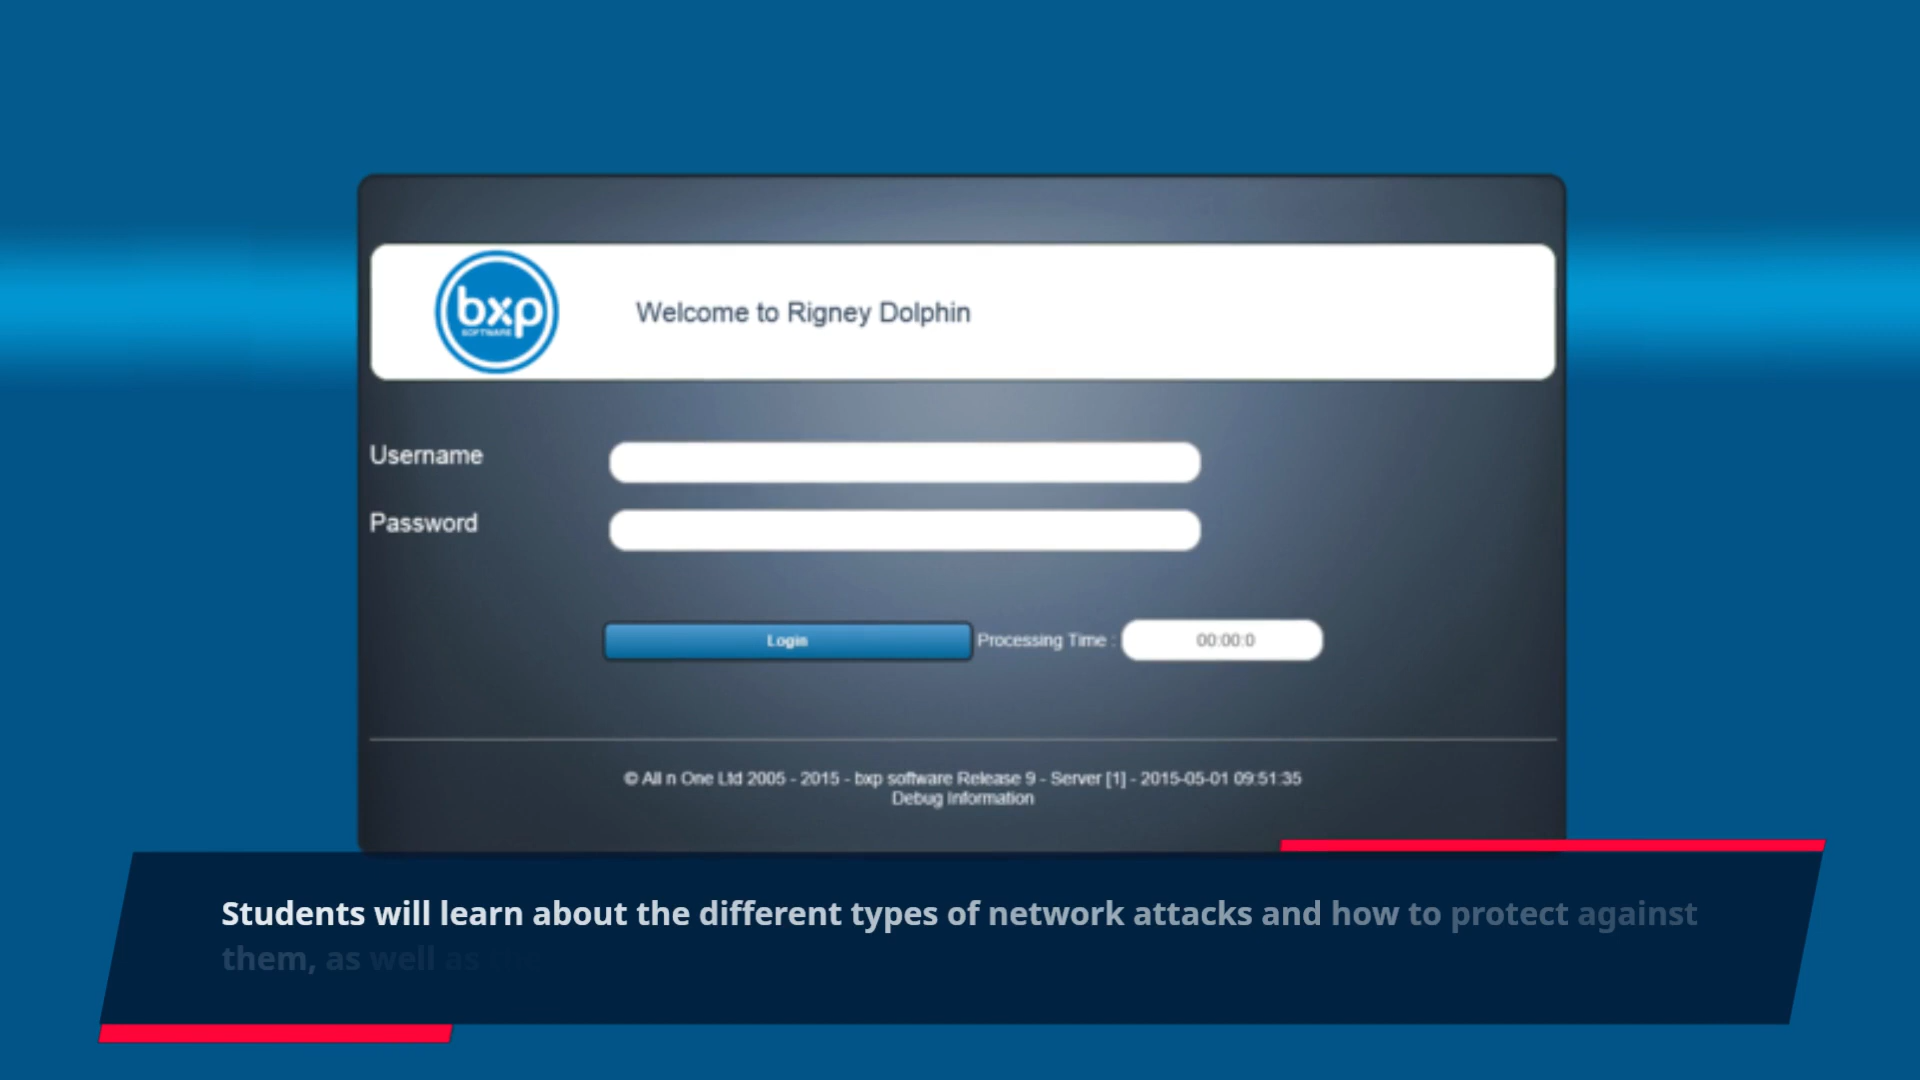 bxp
SOFTWARE
Welcome to Rigney Dolphin
Username
Password
Login
Processing Time :
00:00:0
© All n One Ltd 2005 - 2015 - bxp software Release 9 - Server [1] - 2015-05-01 09:51:35
Debug Information
Students will learn about the different types of network attacks and how to protect against
them, as well as the